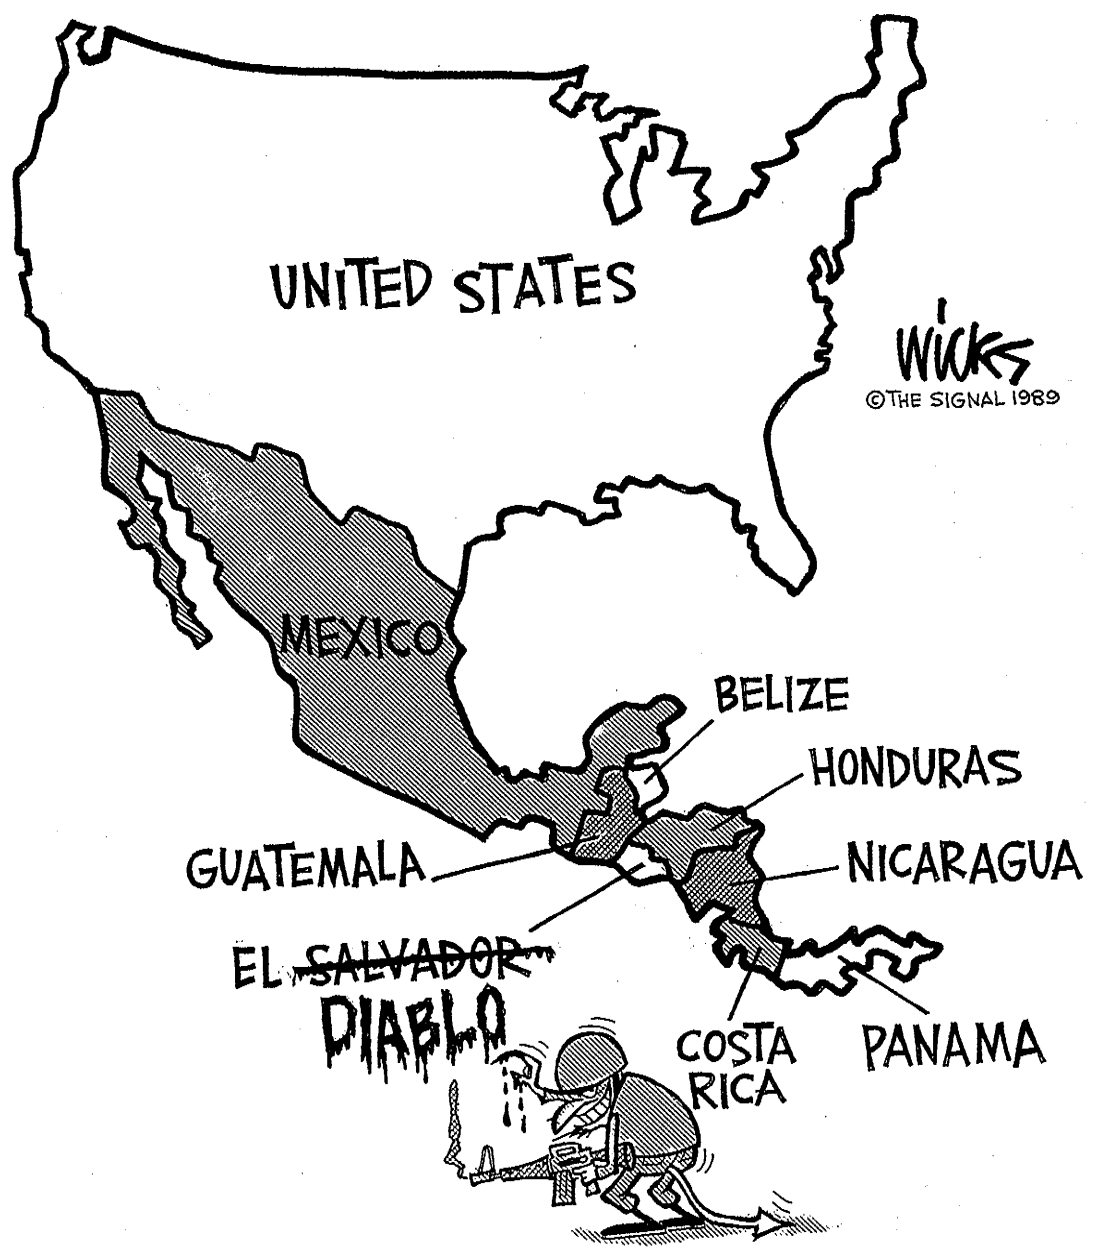 UNITED STATES
WICKS
© THE SIGNAL 1989
MEXICO
BELIZE
HONDURAS
GUATEMALA
NICARAGUA
EL SALVADOR
DIABLO
COSTA
RICA
PANAMA